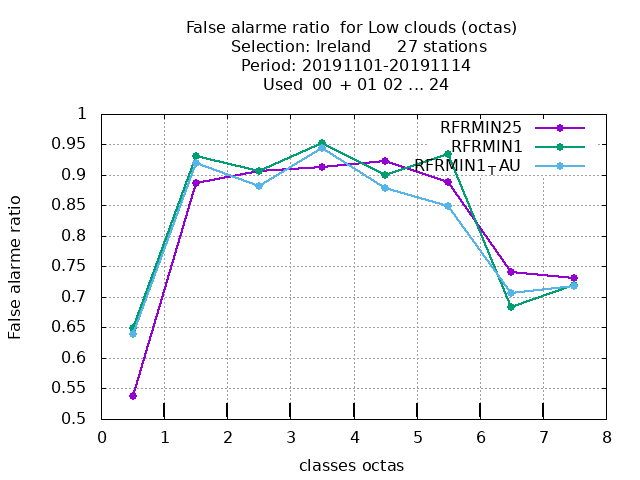 False alarme ratio  for Low clouds (octas)
Selection: Ireland     27 stations
Period: 20191101-20191114
Used  00 + 01 02 ... 24
1
0.95
0.9
0.85
0.8
0.75
0.7
0.65
0.6
0.55
0.5
False alarme ratio
RFRMIN25
RFRMIN1
RFRMIN1TAU
0 1 2 3 4 5 6 7 8
classes octas